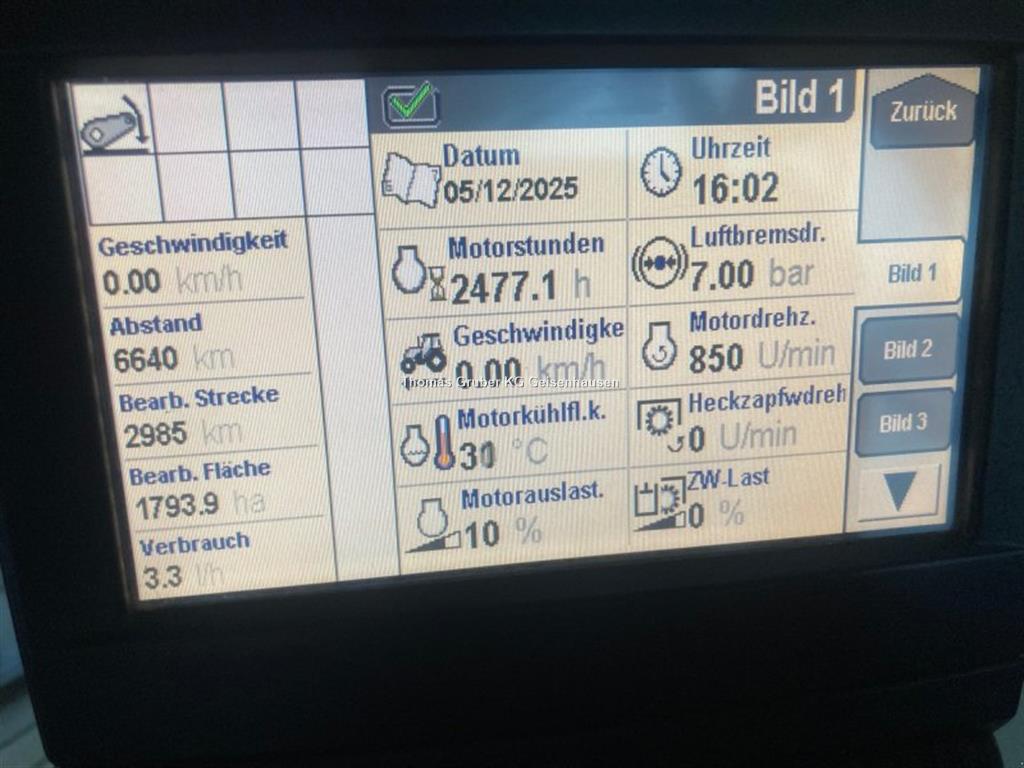 Bild 1
Zurück
Datum
05/12/2025
Uhrzeit
16:02
Geschwindigkeit
0.00 km/h
Motorstunden
2477.1 h
Luftbremsdr.
7.00 bar
Bild 1
Abstand
6640 km
Geschwindigke
0.00 km/h
Motordrehz.
850 U/min
Bild 2
Thomas Gruber KG Geisenhausen
Bearb. Strecke
2985 km
Motorkühlfl.k.
30 °C
Heckzapfwdreh
0 U/min
Bild 3
Bearb. Fläche
1793.9 ha
Motorauslast.
10 %
ZW-Last
0 %
Verbrauch
3.3 l/h